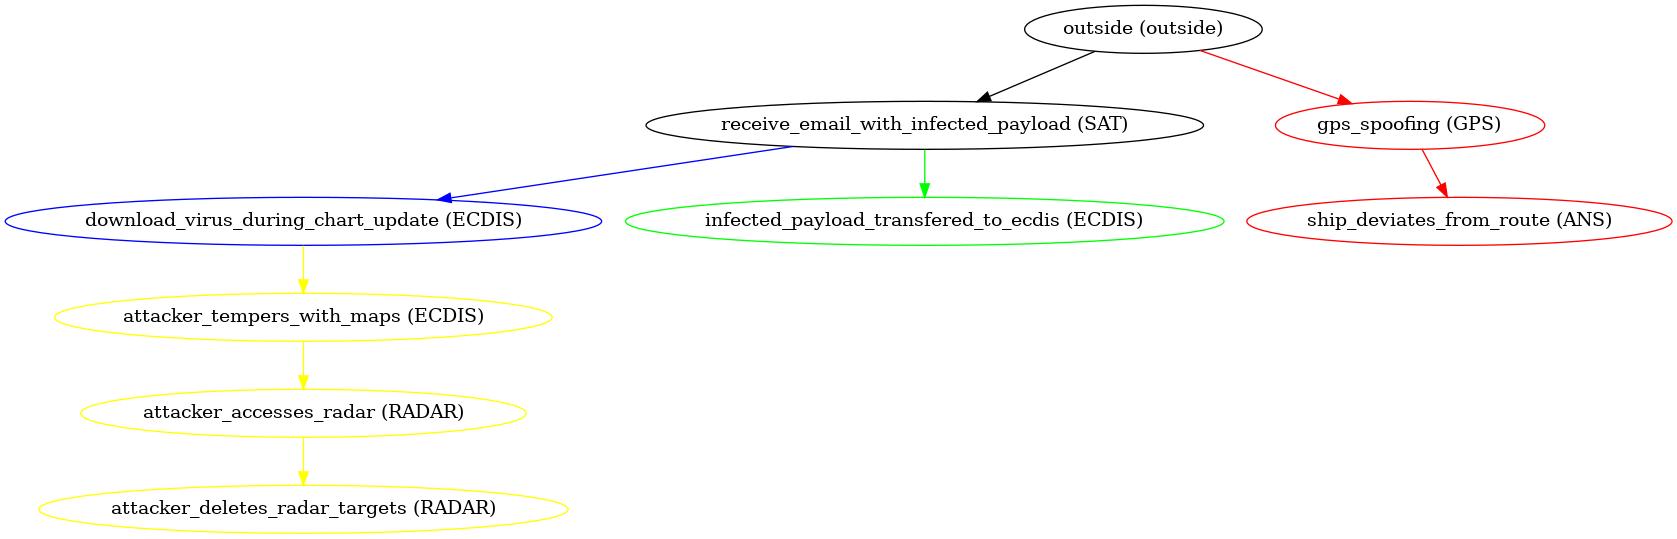 outside (outside)
receive_email_with_infected_payload (SAT)
gps_spoofing (GPS)
download_virus_during_chart_update (ECDIS)
infected_payload_transfered_to_ecdis (ECDIS)
ship_deviates_from_route (ANS)
attacker_tempers_with_maps (ECDIS)
attacker_accesses_radar (RADAR)
attacker_deletes_radar_targets (RADAR)